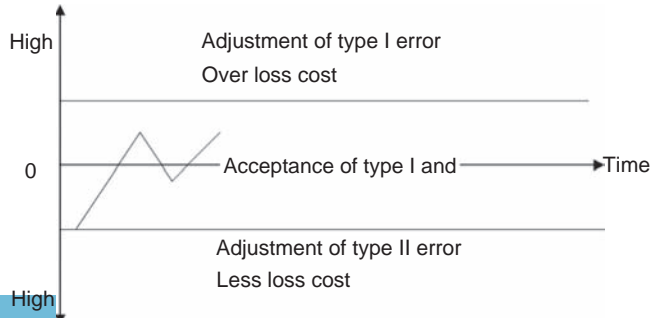 High
Adjustment of type I error
Over loss cost
0
Acceptance of type I and
Time
Adjustment of type II error
Less loss cost
High